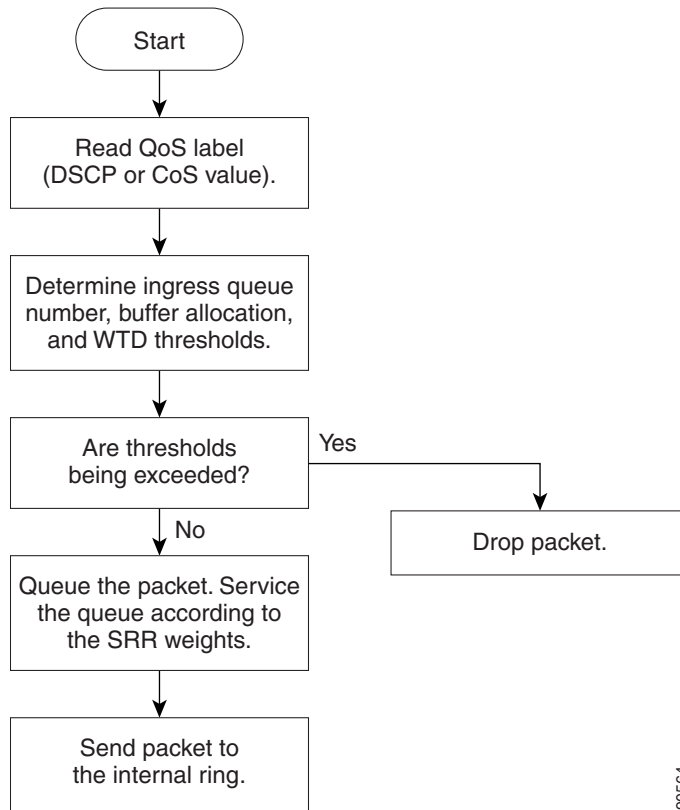 Start
Read QoS label
(DSCP or CoS value).
Determine ingress queue
number, buffer allocation,
and WTD thresholds.
Are thresholds
being exceeded?
Yes
No
Drop packet.
Queue the packet. Service
the queue according to
the SRR weights.
Send packet to
the internal ring.